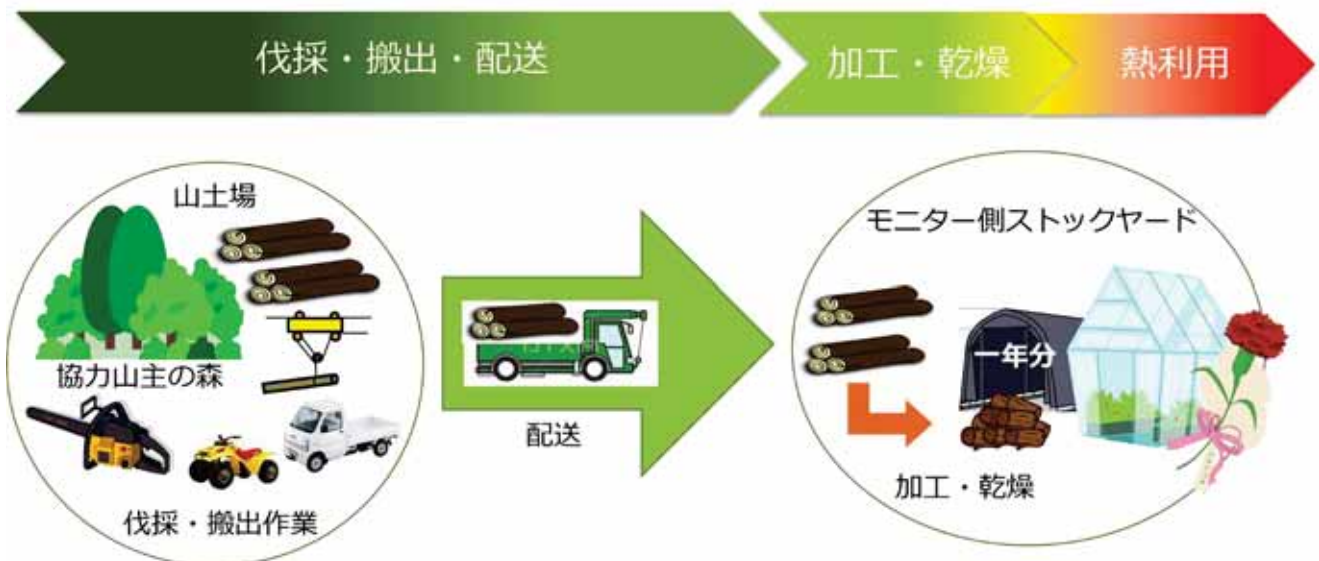 伐採・搬出・配送
加工・乾燥
熱利用
山土場
協力山主の森
伐採・搬出作業
配送
モニター側ストックヤード
一年分
加工・乾燥